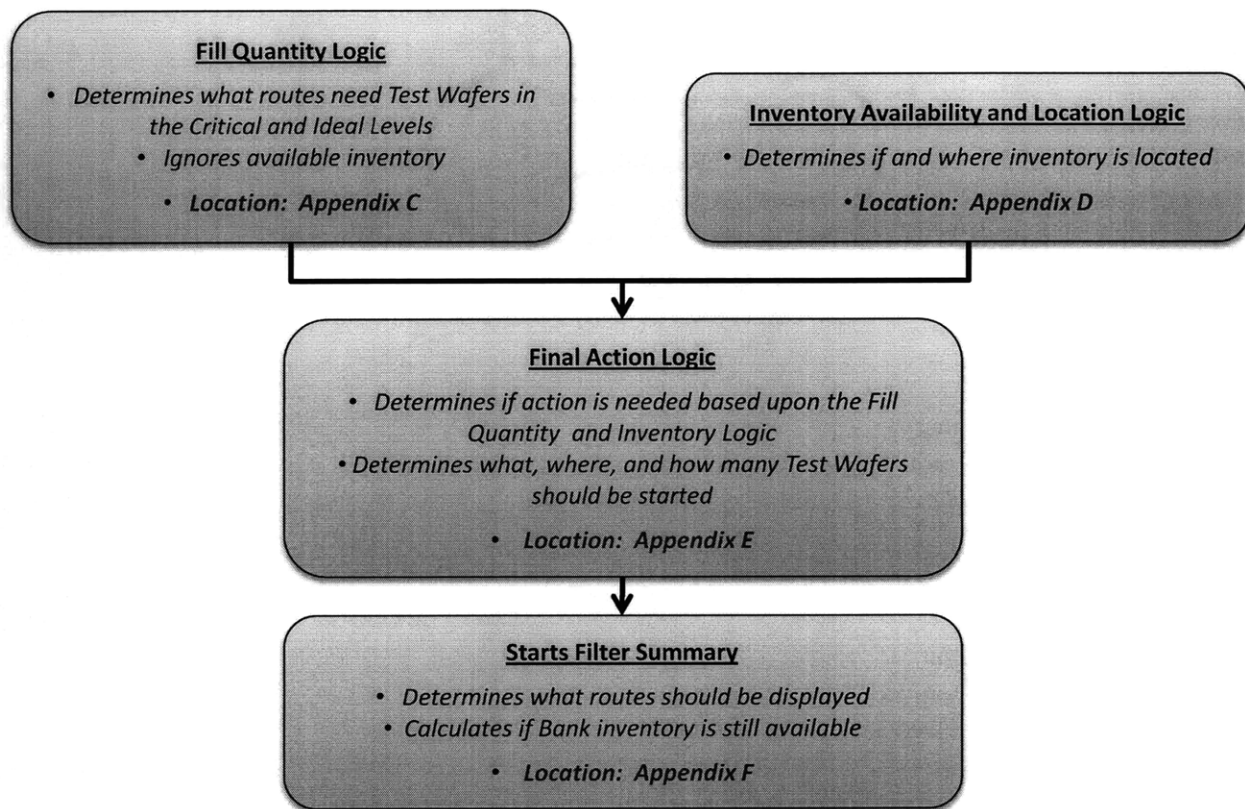 Fill Quantity Logic
• Determines what routes need Test Wafers in
the Critical and Ideal Levels
• Ignores available inventory
• Location: Appendix C
Inventory Availability and Location Logic
• Determines if and where inventory is located
• Location: Appendix D
Final Action Logic
• Determines if action is needed based upon the Fill
Quantity and Inventory Logic
• Determines what, where, and how many Test Wafers
should be started
• Location: Appendix E
Starts Filter Summary
• Determines what routes should be displayed
• Calculates if Bank inventory is still available
• Location: Appendix F